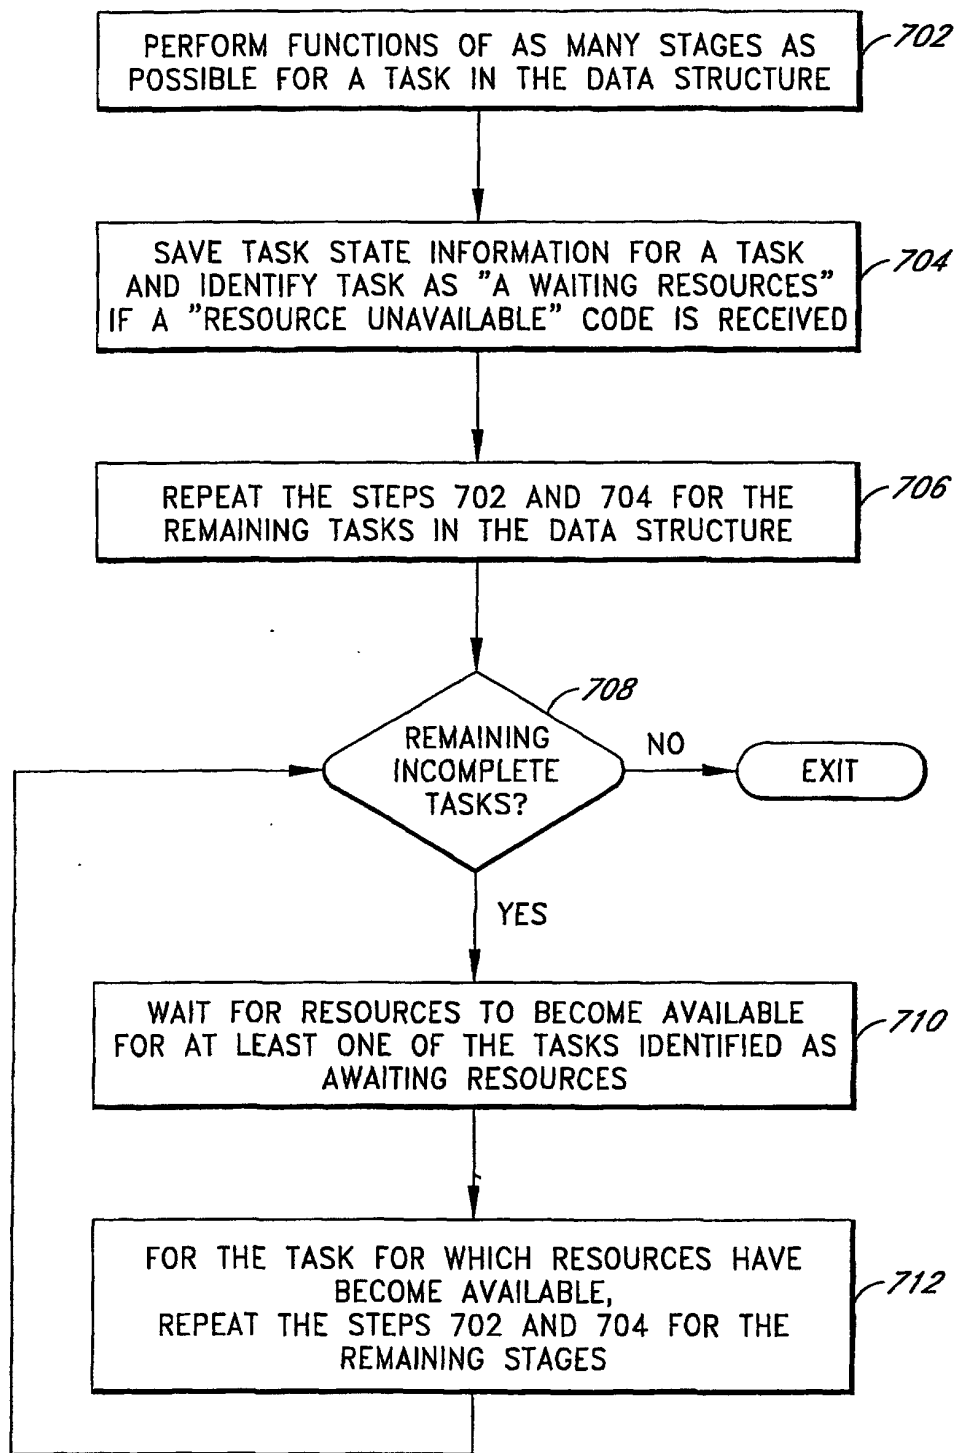 PERFORM FUNCTIONS OF AS MANY STAGES AS
POSSIBLE FOR A TASK IN THE DATA STRUCTURE
702
SAVE TASK STATE INFORMATION FOR A TASK
AND IDENTIFY TASK AS "A WAITING RESOURCES"
IF A "RESOURCE UNAVAILABLE" CODE IS RECEIVED
704
REPEAT THE STEPS 702 AND 704 FOR THE
REMAINING TASKS IN THE DATA STRUCTURE
706
708
REMAINING
INCOMPLETE
TASKS?
NO
EXIT
YES
WAIT FOR RESOURCES TO BECOME AVAILABLE
FOR AT LEAST ONE OF THE TASKS IDENTIFIED AS
AWAITING RESOURCES
710
FOR THE TASK FOR WHICH RESOURCES HAVE
BECOME AVAILABLE,
REPEAT THE STEPS 702 AND 704 FOR THE
REMAINING STAGES
712